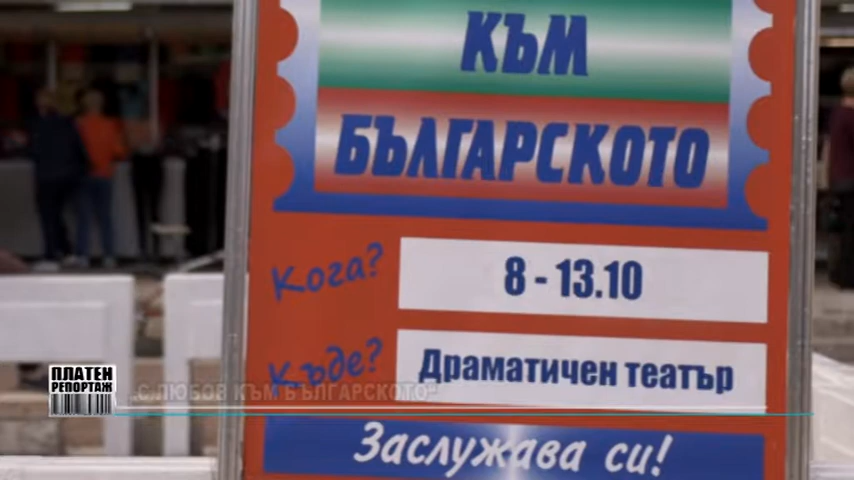 КЪМ
БЪЛГАРСКОТО
Кога?
8 - 13.10
Къде?
Драматичен театър
Заслужава си!
ПЛАТЕН
РЕПОРТАЖ
„С ЛЮБОВ КЪМ БЪЛГАРСКОТО“